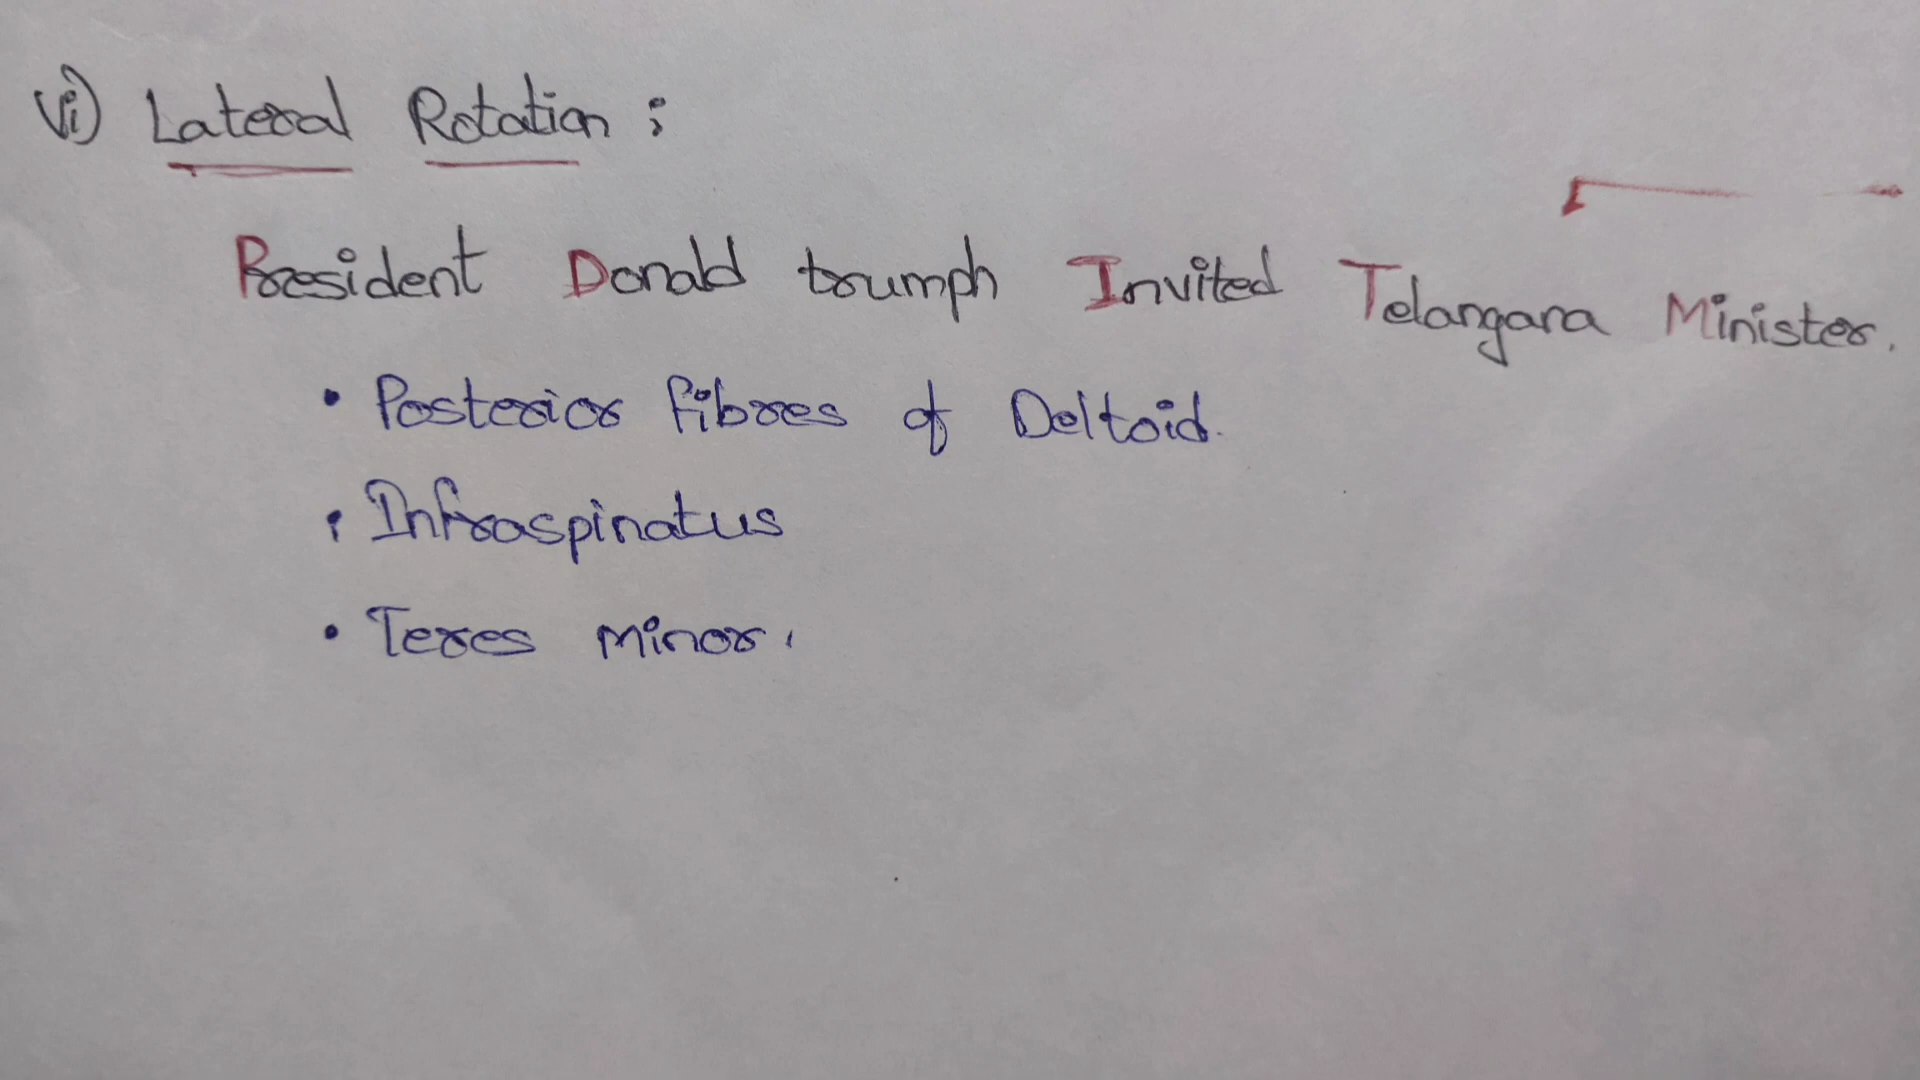 vi) Lateral Rotation :
President Donald trumph Invited Telangana Minister.
• Posterior fibres of Deltoid.
• Infraspinatus
• Teres minor.